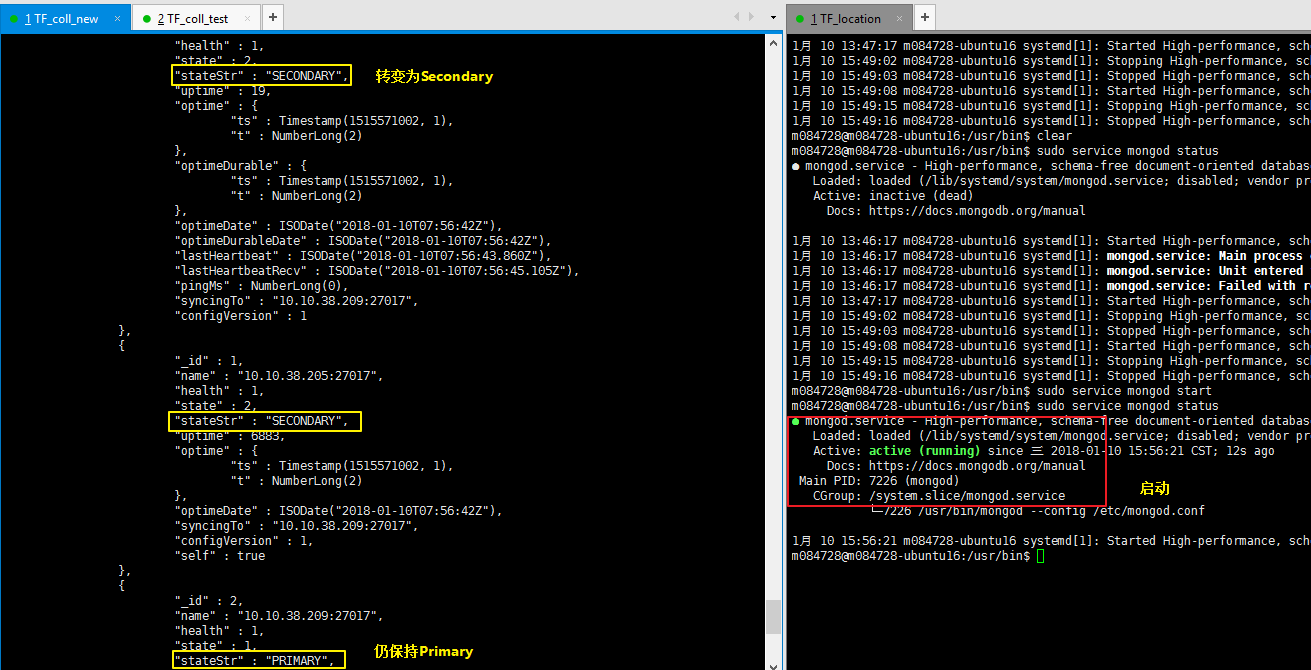 1 TF_coll_new ×
2 TF_coll_test ×
+
"health" : 1,
"state" : 2,
"stateStr" : "SECONDARY",
转变为Secondary
"uptime" : 19,
"optime" : {
"ts" : Timestamp(1515571002, 1),
"t" : NumberLong(2)
},
"optimeDurable" : {
"ts" : Timestamp(1515571002, 1),
"t" : NumberLong(2)
},
"optimeDate" : ISODate("2018-01-10T07:56:42Z"),
"optimeDurableDate" : ISODate("2018-01-10T07:56:42Z"),
"lastHeartbeat" : ISODate("2018-01-10T07:56:43.860Z"),
"lastHeartbeatRecv" : ISODate("2018-01-10T07:56:45.105Z"),
"pingMs" : NumberLong(0),
"syncingTo" : "10.10.38.209:27017",
"configVersion" : 1
},
{
"_id" : 1,
"name" : "10.10.38.205:27017",
"health" : 1,
"state" : 2,
"stateStr" : "SECONDARY",
"uptime" : 6883,
"optime" : {
"ts" : Timestamp(1515571002, 1),
"t" : NumberLong(2)
},
"optimeDate" : ISODate("2018-01-10T07:56:42Z"),
"syncingTo" : "10.10.38.209:27017",
"configVersion" : 1,
"self" : true
},
{
"_id" : 2,
"name" : "10.10.38.209:27017",
"health" : 1,
"state" : 1,
"stateStr" : "PRIMARY",
仍保持Primary
1 TF_location ×
+
1月 10 13:47:17 m084728-ubuntu16 systemd[1]: Started High-performance, sch
1月 10 15:49:02 m084728-ubuntu16 systemd[1]: Stopping High-performance, sc
1月 10 15:49:03 m084728-ubuntu16 systemd[1]: Stopped High-performance, sch
1月 10 15:49:08 m084728-ubuntu16 systemd[1]: Started High-performance, sch
1月 10 15:49:15 m084728-ubuntu16 systemd[1]: Stopping High-performance, sc
1月 10 15:49:16 m084728-ubuntu16 systemd[1]: Stopped High-performance, sch
m084728@m084728-ubuntu16:/usr/bin$ clear
m084728@m084728-ubuntu16:/usr/bin$ sudo service mongod status
● mongod.service - High-performance, schema-free document-oriented databas
Loaded: loaded (/lib/systemd/system/mongod.service; disabled; vendor pr
Active: inactive (dead)
Docs: https://docs.mongodb.org/manual
1月 10 13:46:17 m084728-ubuntu16 systemd[1]: Started High-performance, sch
1月 10 13:46:17 m084728-ubuntu16 systemd[1]: mongod.service: Main process
1月 10 13:46:17 m084728-ubuntu16 systemd[1]: mongod.service: Unit entered
1月 10 13:46:17 m084728-ubuntu16 systemd[1]: mongod.service: Failed with r
1月 10 13:47:17 m084728-ubuntu16 systemd[1]: Started High-performance, sch
1月 10 15:49:02 m084728-ubuntu16 systemd[1]: Stopping High-performance, sc
1月 10 15:49:03 m084728-ubuntu16 systemd[1]: Stopped High-performance, sch
1月 10 15:49:08 m084728-ubuntu16 systemd[1]: Started High-performance, sch
1月 10 15:49:15 m084728-ubuntu16 systemd[1]: Stopping High-performance, sc
1月 10 15:49:16 m084728-ubuntu16 systemd[1]: Stopped High-performance, sch
m084728@m084728-ubuntu16:/usr/bin$ sudo service mongod start
m084728@m084728-ubuntu16:/usr/bin$ sudo service mongod status
● mongod.service - High-performance, schema-free document-oriented databas
Loaded: loaded (/lib/systemd/system/mongod.service; disabled; vendor pr
Active: active (running) since 三 2018-01-10 15:56:21 CST; 12s ago
Docs: https://docs.mongodb.org/manual
Main PID: 7226 (mongod)
CGroup: /system.slice/mongod.service
启动
└─7226 /usr/bin/mongod --config /etc/mongod.conf
1月 10 15:56:21 m084728-ubuntu16 systemd[1]: Started High-performance, sch
m084728@m084728-ubuntu16:/usr/bin$